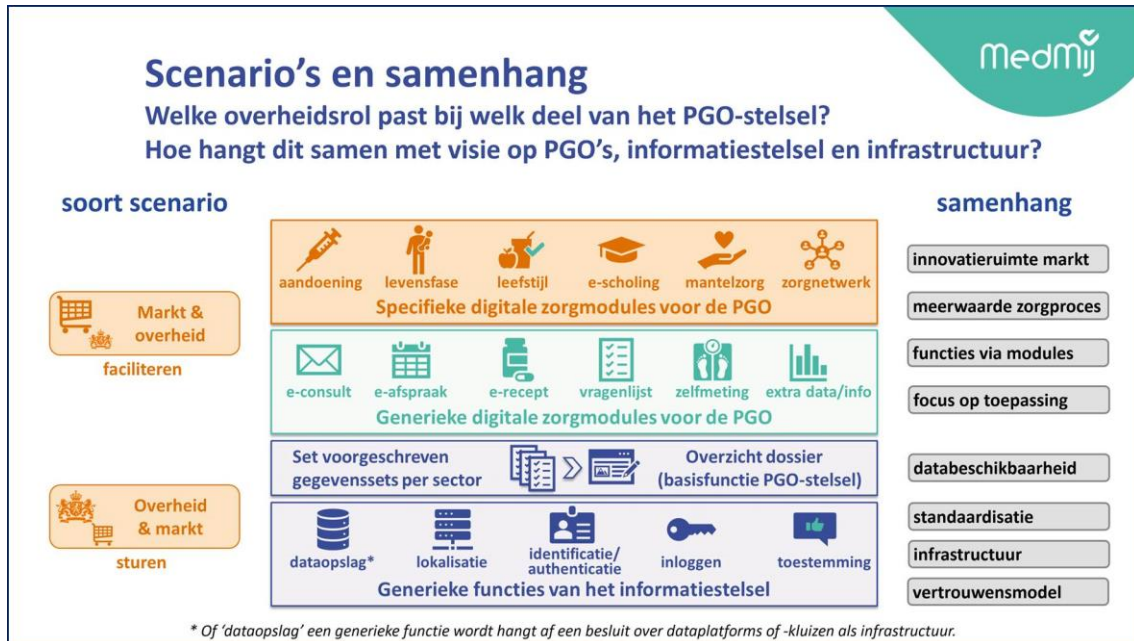 MedMij
Scenario's en samenhang
Welke overheidsrol past bij welk deel van het PGO-stelsel?
Hoe hangt dit samen met visie op PGO's, informatiestelsel en infrastructuur?
soort scenario
samenhang
aandoening
levensfase
leefstijl
e-scholing
mantelzorg
zorgnetwerk
Specifieke digitale zorgmodules voor de PGO
Markt &
overheid
faciliteren
e-consult
e-afspraak
e-recept
vragenlijst
zelfmeting
extra data/info
Generieke digitale zorgmodules voor de PGO
Set voorgeschreven
gegevenssets per sector
Overzicht dossier
(basisfunctie PGO-stelsel)
Overheid
& markt
sturen
dataopslag*
lokalisatie
identificatie/
authenticatie
inloggen
toestemming
Generieke functies van het informatiestelsel
innovatieruimte markt
meerwaarde zorgproces
functies via modules
focus op toepassing
databeschikbaarheid
standaardisatie
infrastructuur
vertrouwensmodel
* Of 'dataopslag' een generieke functie wordt hangt af een besluit over dataplatforms of -kluizen als infrastructuur.